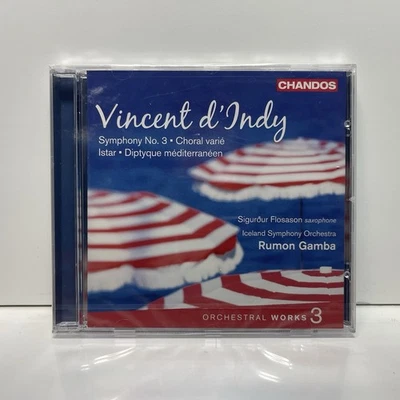 CHANDOS
Vincent d'Indy
Symphony No. 3 • Choral varié
Istar • Diptyque méditerranéen
Sigurður Flosason saxophone
Iceland Symphony Orchestra
Rumon Gamba
ORCHESTRAL WORKS 3